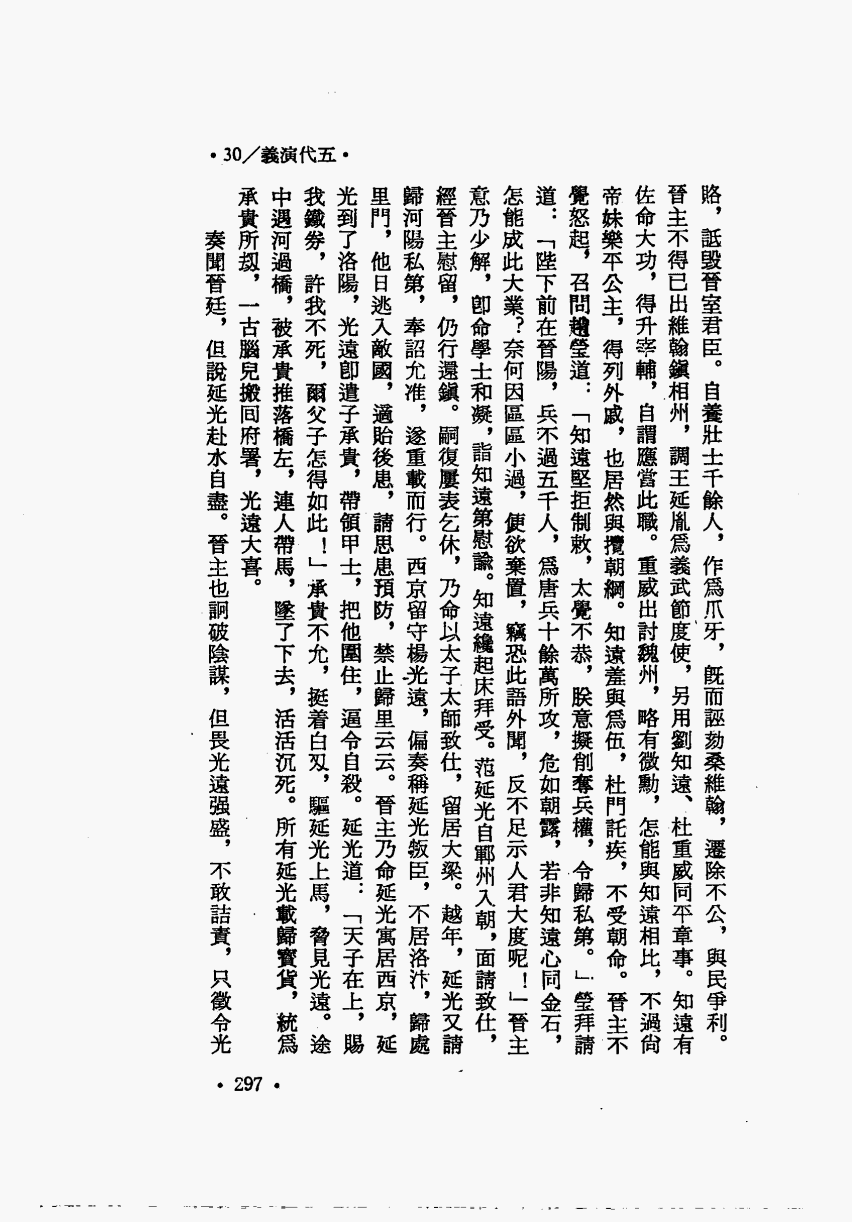 •30／義演代五•
賂，詆毀晉室君臣。自養壯士千餘人，作爲爪牙，旣而誣劾桑維翰，遷除不公，與民爭利。
晉主不得已出維翰鎭相州，調王延胤爲義武節度使，另用劉知遠、杜重威同平章事。知遠有
佐命大功，得升宰輔，自謂應當此職。重威出討魏州，略有微勳，怎能與知遠相比，不過尙
帝妹樂平公主，得列外戚，也居然與攬朝綱。知遠羞與爲伍，杜門託疾，不受朝命。晉主不
覺怒起，召問趙瑩道：「知遠堅拒制敕，太覺不恭，朕意擬創奪兵權，令歸私第。」瑩拜請
道：「陛下前在晉陽，兵不過五千人，爲唐兵十餘萬所攻，危如朝露，若非知遠心同金石，
怎能成此大業？奈何因區區小過，便欲棄置，竊恐此語外聞，反不足示人君大度呢！」晉主
意乃少解，卽命學士和凝，詣知遠第慰諭。知遠纔起床拜受。范延光自鄆州入朝，面請致仕，
經晉主慰留，仍行還鎭。嗣復屢表乞休，乃命以太子太師致仕，留居大梁。越年，延光又請
歸河陽私第，奉詔允准，遂重載而行。西京留守楊光遠，偏奏稱延光叛臣，不居洛汴，歸處
里門，他日逃入敵國，適貽後患，請思患預防，禁止歸里云云。晉主乃命延光寓居西京，延
光到了洛陽，光遠卽遣子承貴，帶領甲士，把他圍住，逼令自殺。延光道：「天子在上，賜
我鐵券，許我不死，爾父子怎得如此！」承貴不允，挺着白刄，驅延光上馬，脅見光遠。途
中遇河過橋，被承貴推落橋左，連人帶馬，墜了下去，活活沉死。所有延光載歸寶貨，統爲
承貴所刼，一古腦兒搬囘府署，光遠大喜。
奏聞晉廷，但說延光赴水自盡。晉主也詗破陰謀，但畏光遠强盛，不敢詰責，只徵令光
•297•